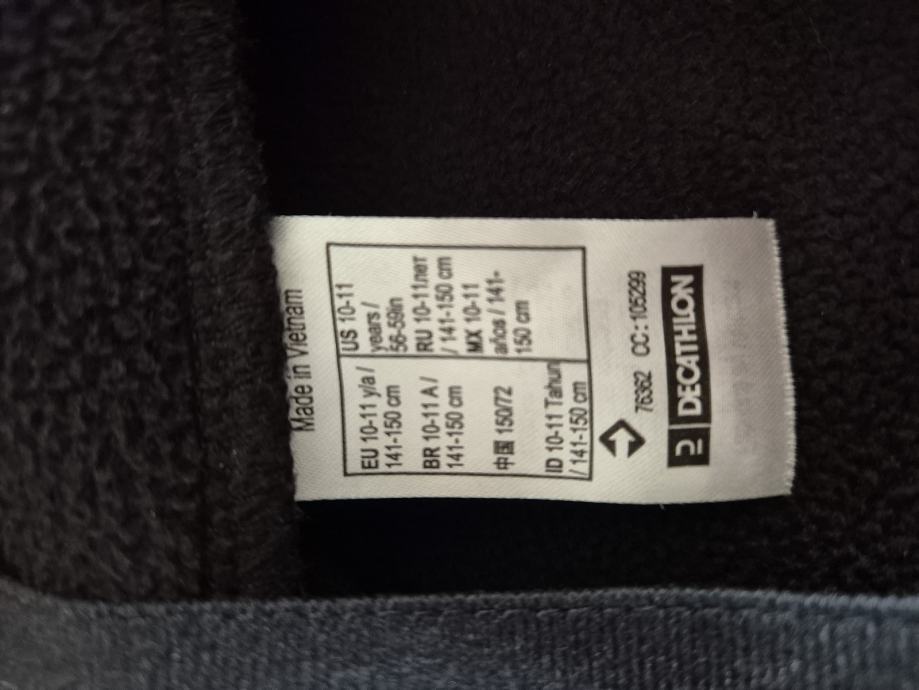 Made in Vietnam
EU 10-11 y/a /
141-150 cm
BR 10-11 A /
141-150 cm
中国 150/72
ID 10-11 Tahun
/ 141-150 cm
US 10-11
years /
56-59in
RU 10-11лет
/ 141-150 cm
MX 10-11
años / 141-
150 cm
76362 CC:105299
DECATHLON